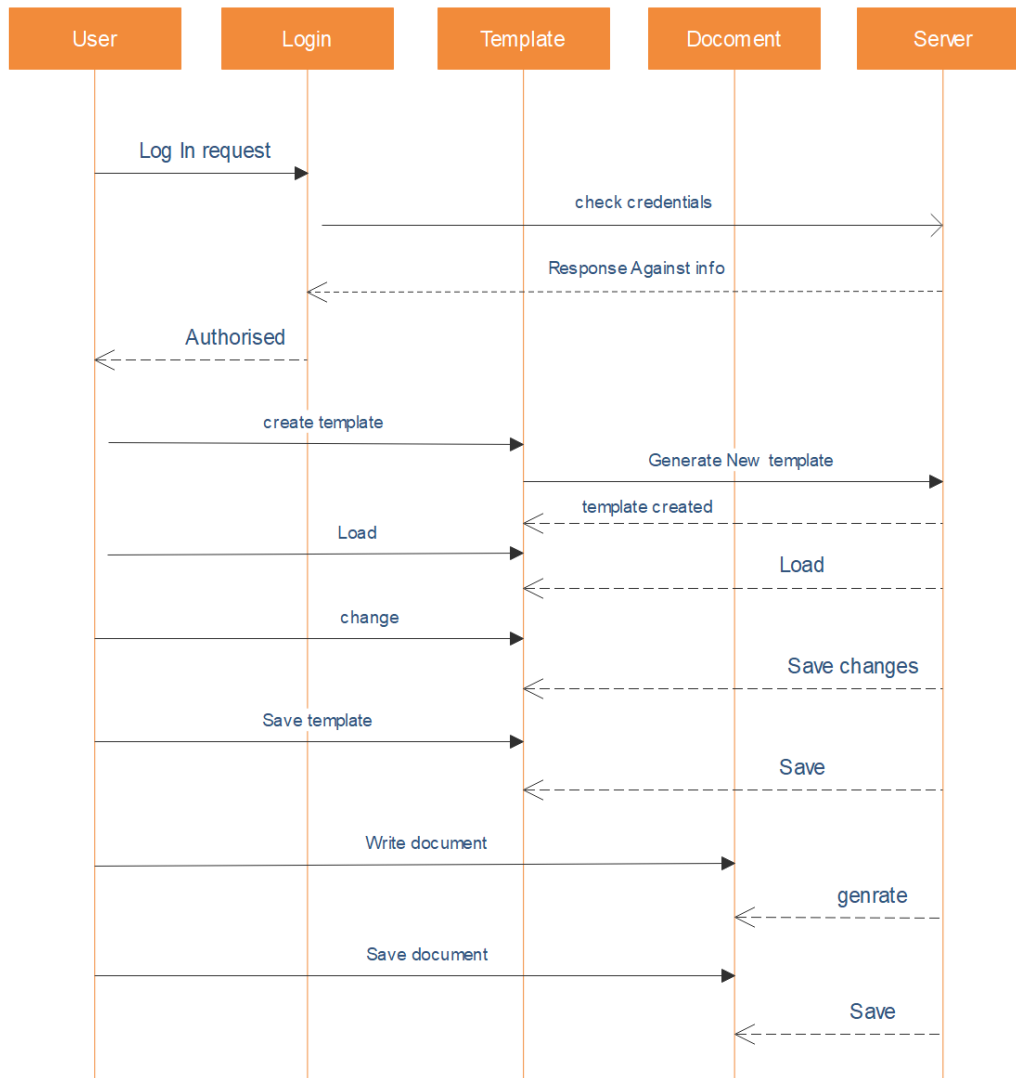 User
Login
Template
Docoment
Server
Log In request
check credentials
Response Against info
Authorised
create template
Generate New template
template created
Load
Load
change
Save changes
Save template
Save
Write document
genrate
Save document
Save